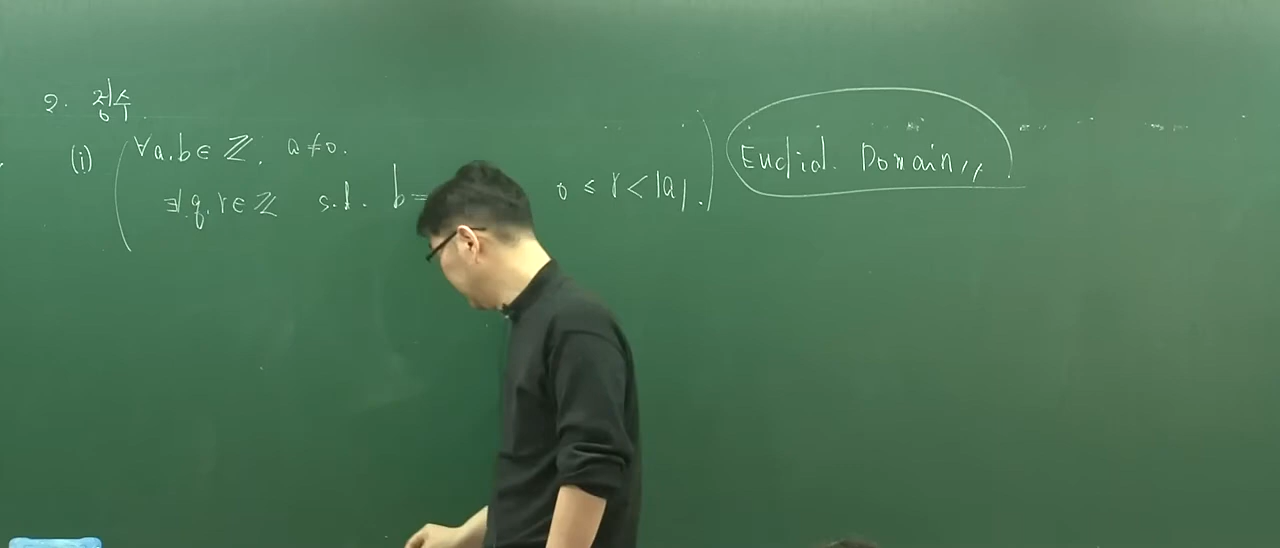 2. 정수
(i) ∀a.b∈ℤ. a≠0.
∃!.q.r∈ℤ s.t. b= 0 ≤ r < |a|.
Euclid. Domain